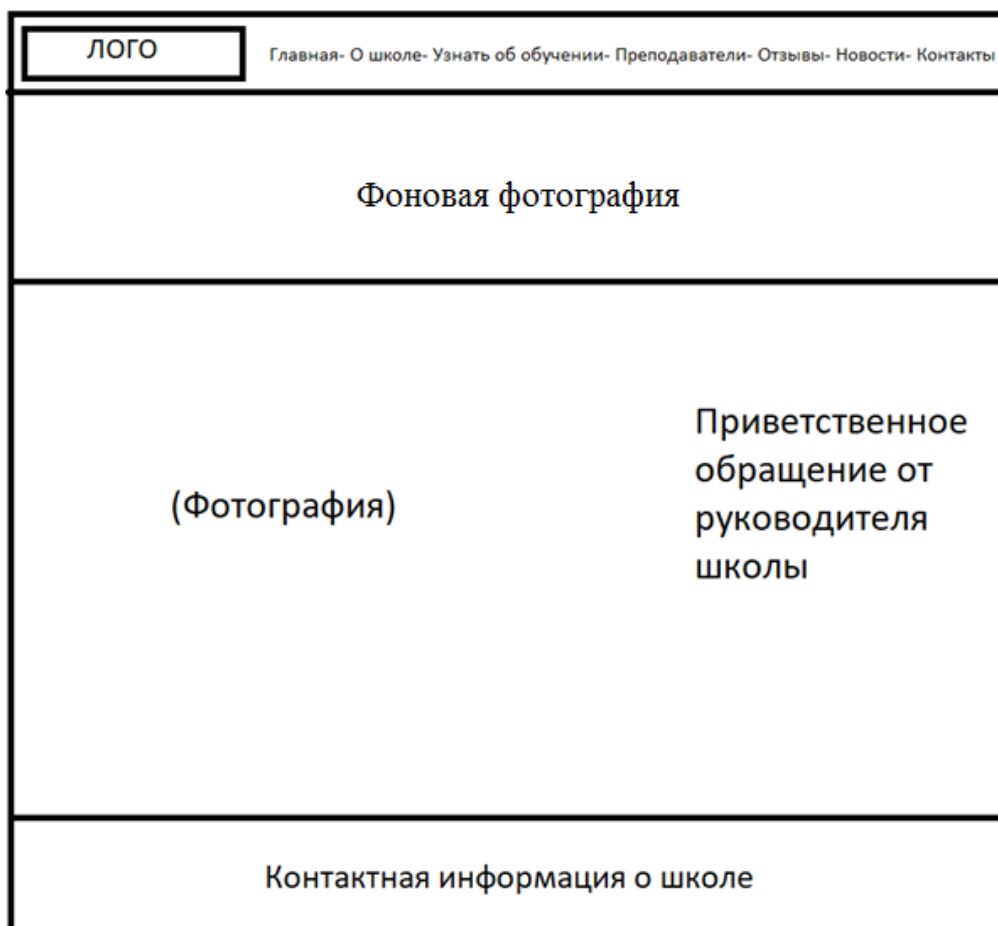 ЛОГО
Главная- О школе- Узнать об обучении- Преподаватели- Отзывы- Новости- Контакты
Фоновая фотография
(Фотография)
Приветственное
обращение от
руководителя
школы
Контактная информация о школе